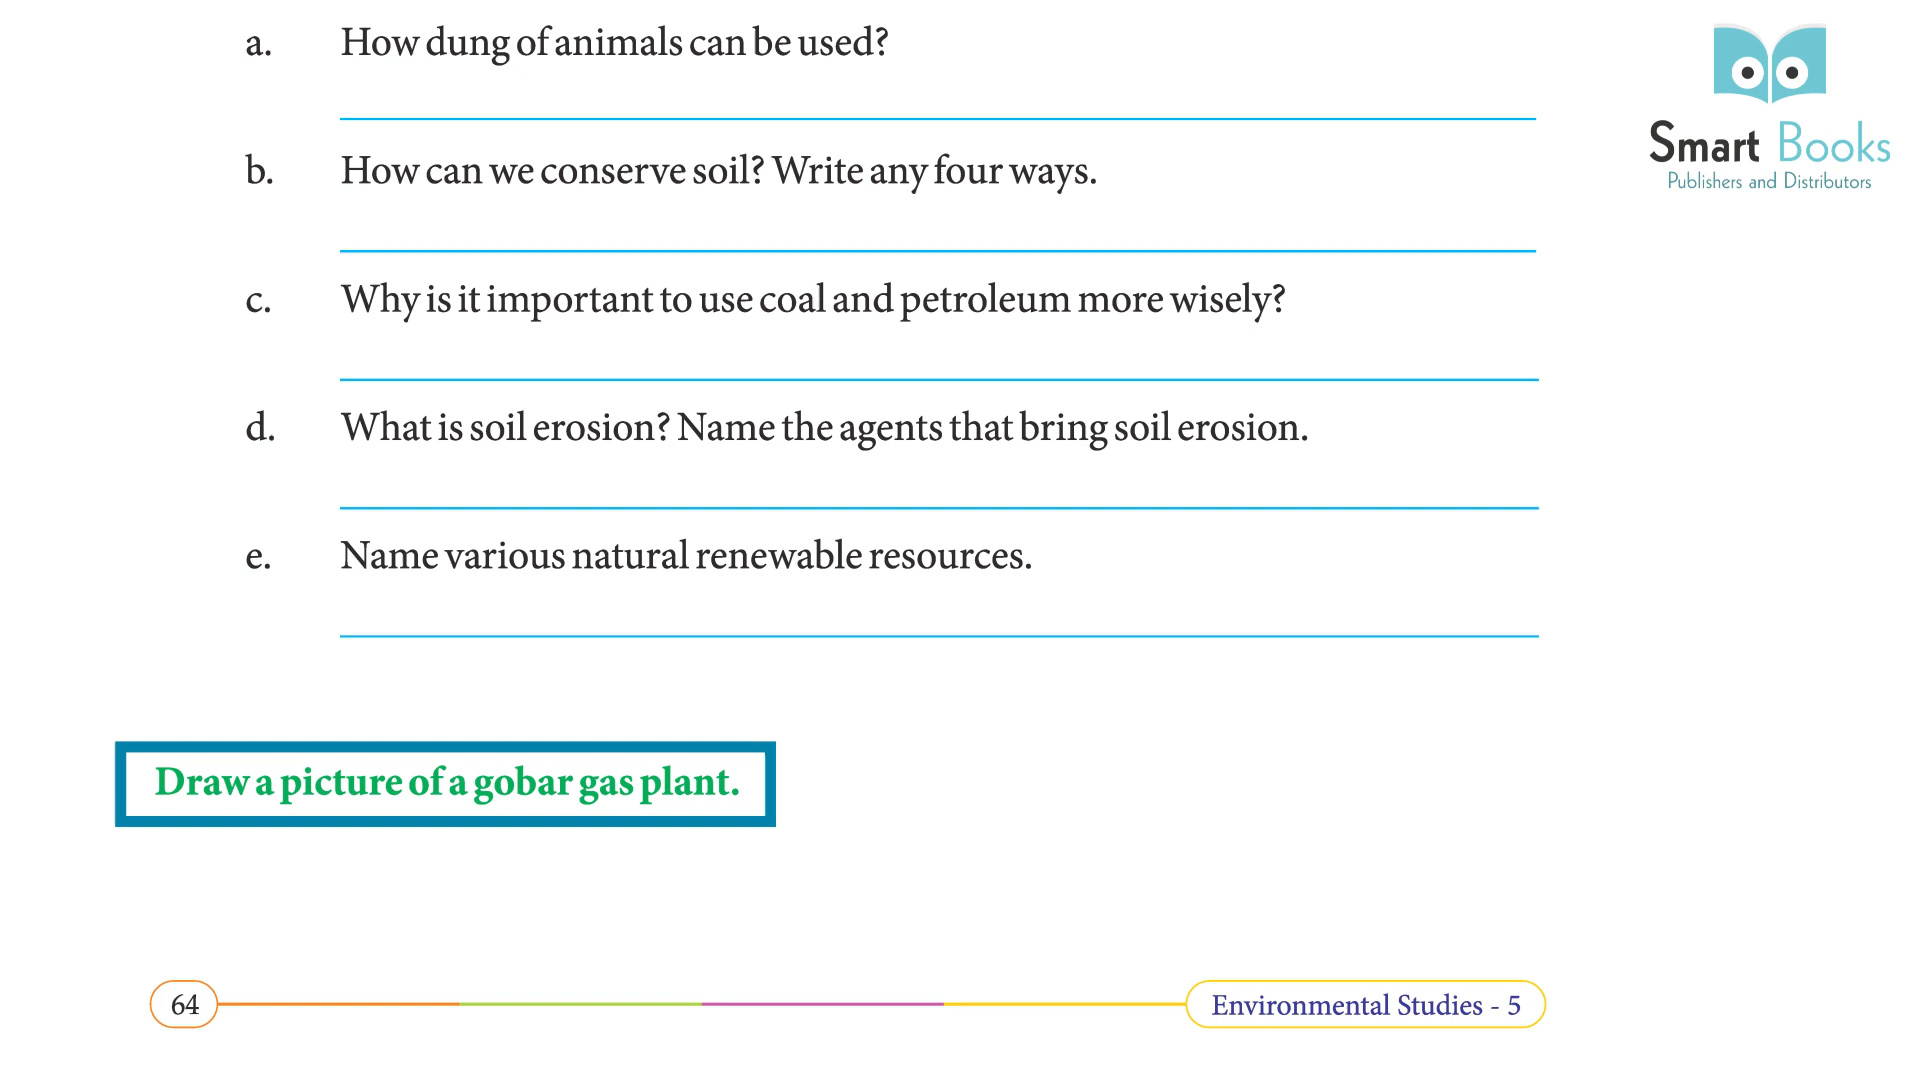 a. How dung of animals can be used?
b. How can we conserve soil? Write any four ways.
c. Why is it important to use coal and petroleum more wisely?
d. What is soil erosion? Name the agents that bring soil erosion.
e. Name various natural renewable resources.
Draw a picture of a gobar gas plant.
64
Environmental Studies - 5
Smart Books
Publishers and Distributors